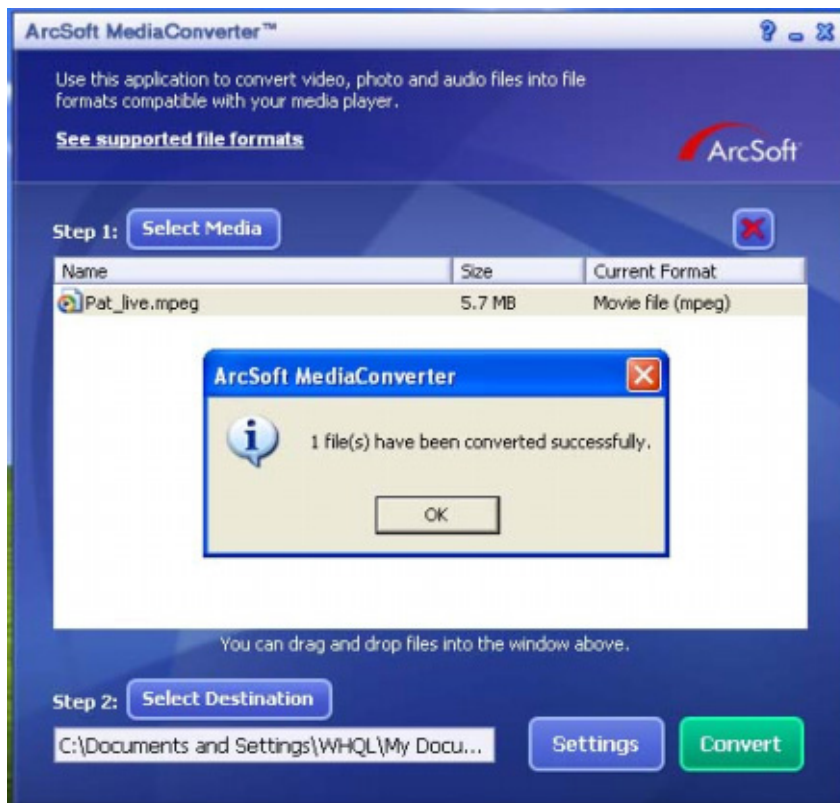 ArcSoft MediaConverter™
Use this application to convert video, photo and audio files into file
formats compatible with your media player.
See supported file formats
ArcSoft
Step 1: Select Media
Name Size Current Format
Pat_live.mpeg 5.7 MB Movie file (mpeg)
ArcSoft MediaConverter
1 file(s) have been converted successfully.
OK
You can drag and drop files into the window above.
Step 2: Select Destination
C:\Documents and Settings\WHQL\My Docu...
Settings
Convert